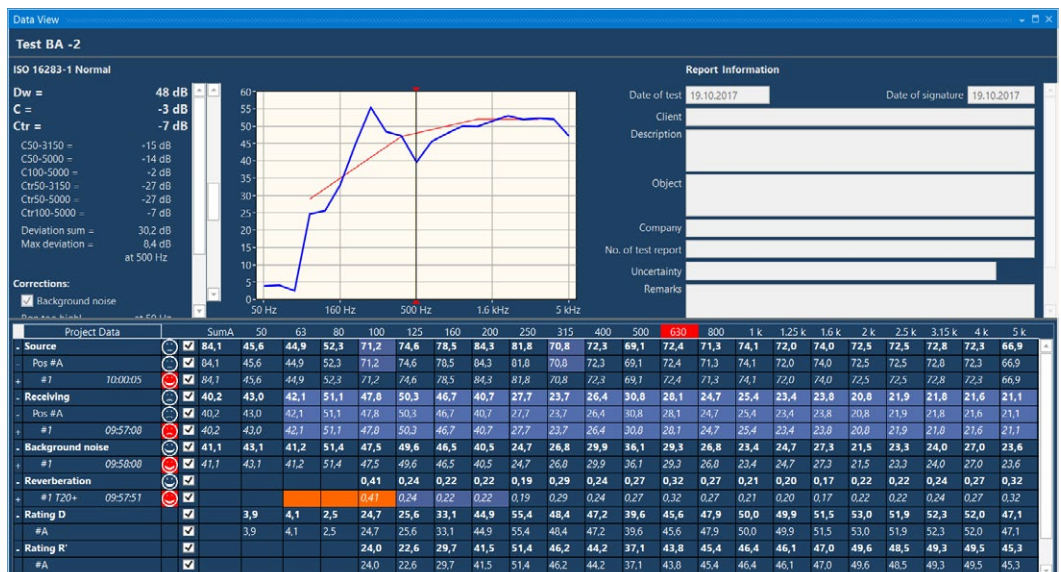 Data View
Test BA -2
ISO 16283-1 Normal
Dw = 48 dB
C = -3 dB
Ctr = -7 dB
C50-3150 = -15 dB
C50-5000 = -14 dB
C100-5000 = -2 dB
Ctr50-3150 = -27 dB
Ctr50-5000 = -27 dB
Ctr100-5000 = -7 dB
Deviation sum = 30,2 dB
Max deviation = 8,4 dB
at 500 Hz
Corrections:
Background noise
60
55
50
45
40
35
30
25
20
15
10
5
0
50 Hz 160 Hz 500 Hz 1.6 kHz 5 kHz
Report Information
Date of test 19.10.2017 Date of signature 19.10.2017
Client
Description
Object
Company
No. of test report
Uncertainty
Remarks
Project Data SumA 50 63 80 100 125 160 200 250 315 400 500 630 800 1 k 1.25 k 1.6 k 2 k 2.5 k 3.15 k 4 k 5 k
- Source 84,1 45,6 44,9 52,3 71,2 74,6 78,5 84,3 81,8 70,8 72,3 69,1 72,4 71,3 74,1 72,0 74,0 72,5 72,5 72,8 72,3 66,9
- Pos #A 84,1 45,6 44,9 52,3 71,2 74,6 78,5 84,3 81,8 70,8 72,3 69,1 72,4 71,3 74,1 72,0 74,0 72,5 72,5 72,8 72,3 66,9
+ #1 10:00:05 84,1 45,6 44,9 52,3 71,2 74,6 78,5 84,3 81,8 70,8 72,3 69,1 72,4 71,3 74,1 72,0 74,0 72,5 72,5 72,8 72,3 66,9
- Receiving 40,2 43,0 42,1 51,1 47,8 50,3 46,7 40,7 27,7 23,7 26,4 30,8 28,1 24,7 25,4 23,4 23,8 20,8 21,9 21,8 21,6 21,1
- Pos #A 40,2 43,0 42,1 51,1 47,8 50,3 46,7 40,7 27,7 23,7 26,4 30,8 28,1 24,7 25,4 23,4 23,8 20,8 21,9 21,8 21,6 21,1
+ #1 09:57:08 40,2 43,0 42,1 51,1 47,8 50,3 46,7 40,7 27,7 23,7 26,4 30,8 28,1 24,7 25,4 23,4 23,8 20,8 21,9 21,8 21,6 21,1
- Background noise 41,1 43,1 41,2 51,4 47,5 49,6 46,5 40,5 24,7 26,8 29,9 36,1 29,3 26,8 23,4 24,7 27,3 21,5 23,3 24,0 27,0 23,6
+ #1 09:58:08 41,1 43,1 41,2 51,4 47,5 49,6 46,5 40,5 24,7 26,8 29,9 36,1 29,3 26,8 23,4 24,7 27,3 21,5 23,3 24,0 27,0 23,6
- Reverberation 0,41 0,24 0,22 0,22 0,19 0,29 0,24 0,27 0,32 0,27 0,21 0,20 0,17 0,22 0,22 0,24 0,27 0,32
+ #1 T20+ 09:57:51 0,41 0,24 0,22 0,22 0,19 0,29 0,24 0,27 0,32 0,27 0,21 0,20 0,17 0,22 0,22 0,24 0,27 0,32
- Rating D 3,9 4,1 2,5 24,7 25,6 33,1 44,9 55,4 48,4 47,2 39,6 45,6 47,9 50,0 49,9 51,5 53,0 51,9 52,3 52,0 47,1
#A 3,9 4,1 2,5 24,7 25,6 33,1 44,9 55,4 48,4 47,2 39,6 45,6 47,9 50,0 49,9 51,5 53,0 51,9 52,3 52,0 47,1
- Rating R' 24,0 22,6 29,7 41,5 51,4 46,2 44,2 37,1 43,8 45,4 46,4 46,1 47,0 49,6 48,5 49,3 49,5 45,3
#A 24,0 22,6 29,7 41,5 51,4 46,2 44,2 37,1 43,8 45,4 46,4 46,1 47,0 49,6 48,5 49,3 49,5 45,3